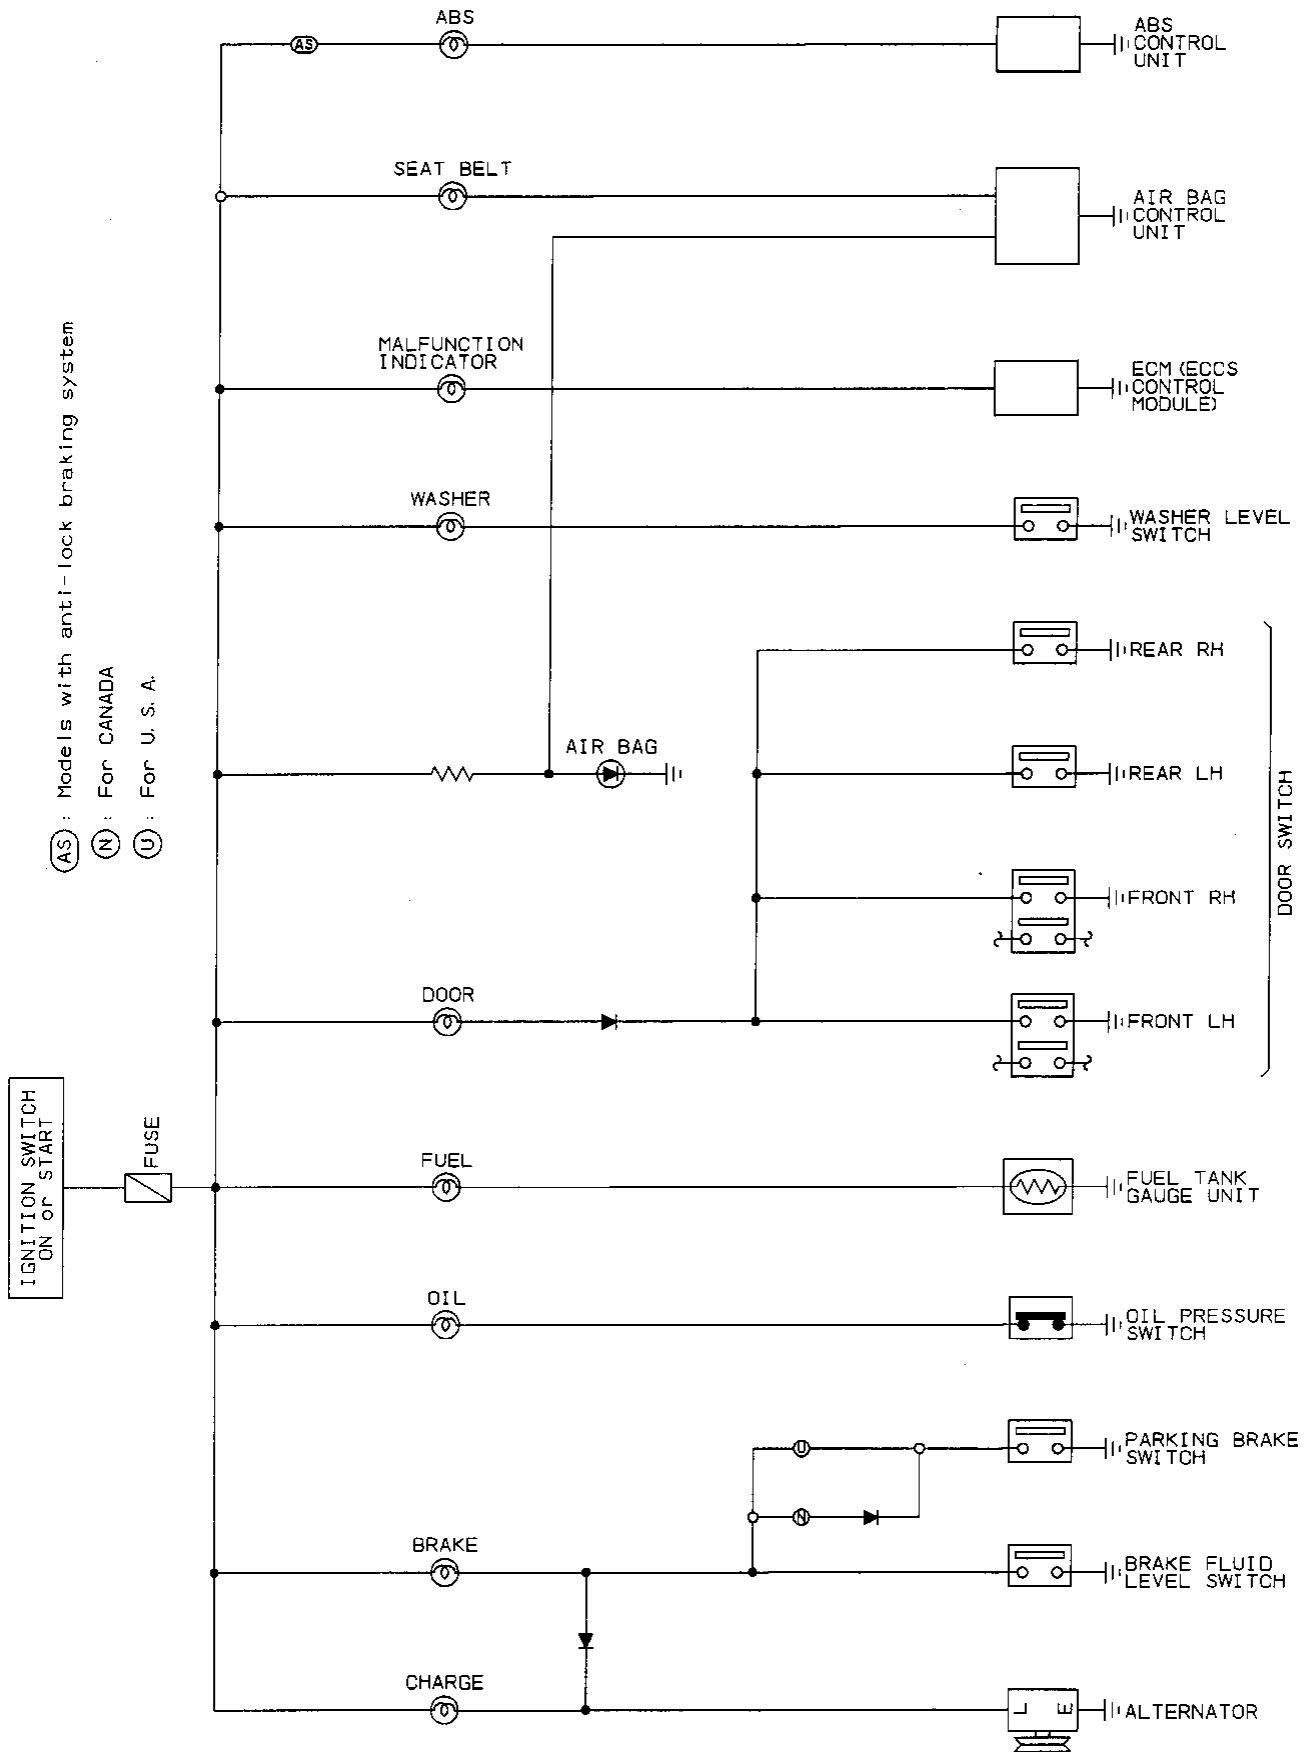 ABS
AS
ABS
CONTROL
UNIT
SEAT BELT
AIR BAG
CONTROL
UNIT
MALFUNCTION
INDICATOR
ECM (ECCS
CONTROL
MODULE)
WASHER
WASHER LEVEL
SWITCH
REAR RH
AIR BAG
REAR LH
FRONT RH
DOOR
FRONT LH
DOOR SWITCH
AS : Models with anti-lock braking system
N : For CANADA
U : For U. S. A.
IGNITION SWITCH
ON or START
FUSE
FUEL
FUEL TANK
GAUGE UNIT
OIL
OIL PRESSURE
SWITCH
U
PARKING BRAKE
SWITCH
N
BRAKE
BRAKE FLUID
LEVEL SWITCH
CHARGE
L E
ALTERNATOR